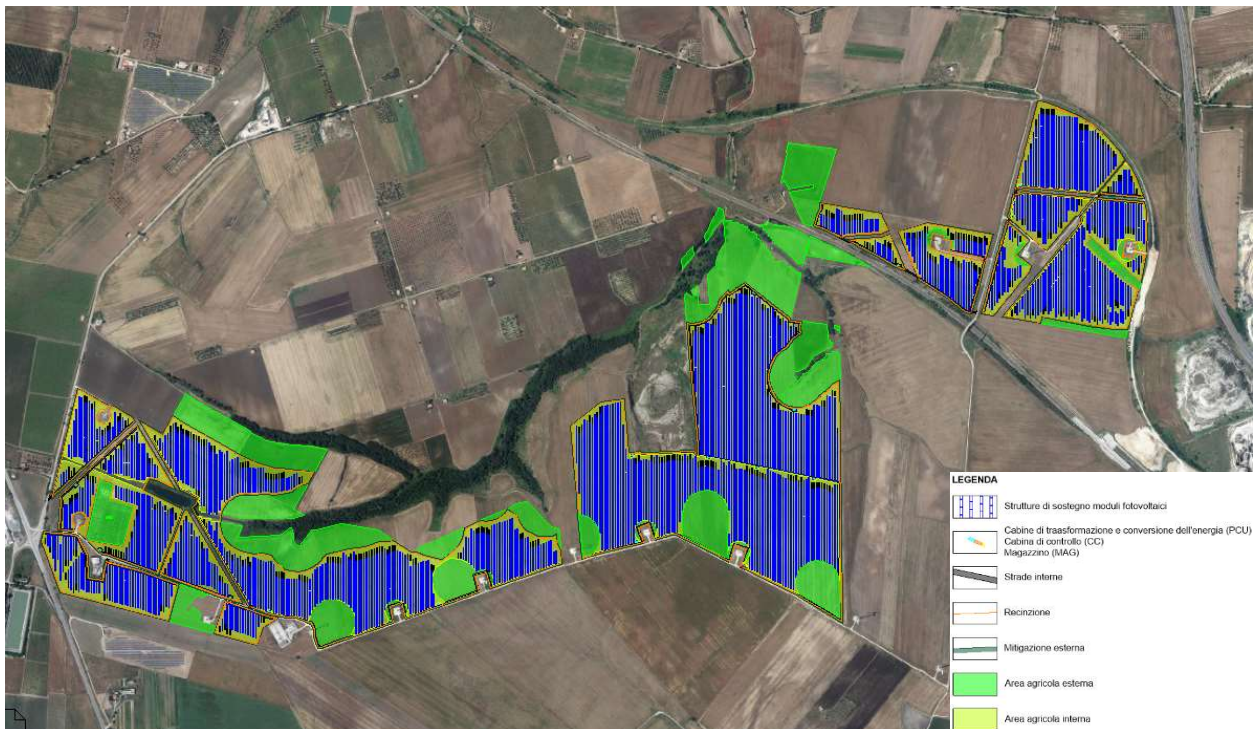 LEGENDA
Strutture di sostegno moduli fotovoltaici
Cabine di traasformazione e conversione dell'energia (PCU)
Cabina di controllo (CC)
Magazzino (MAG)
Strade interne
Recinzione
Mitigazione esterna
Area agricola esterna
Area agricola interna